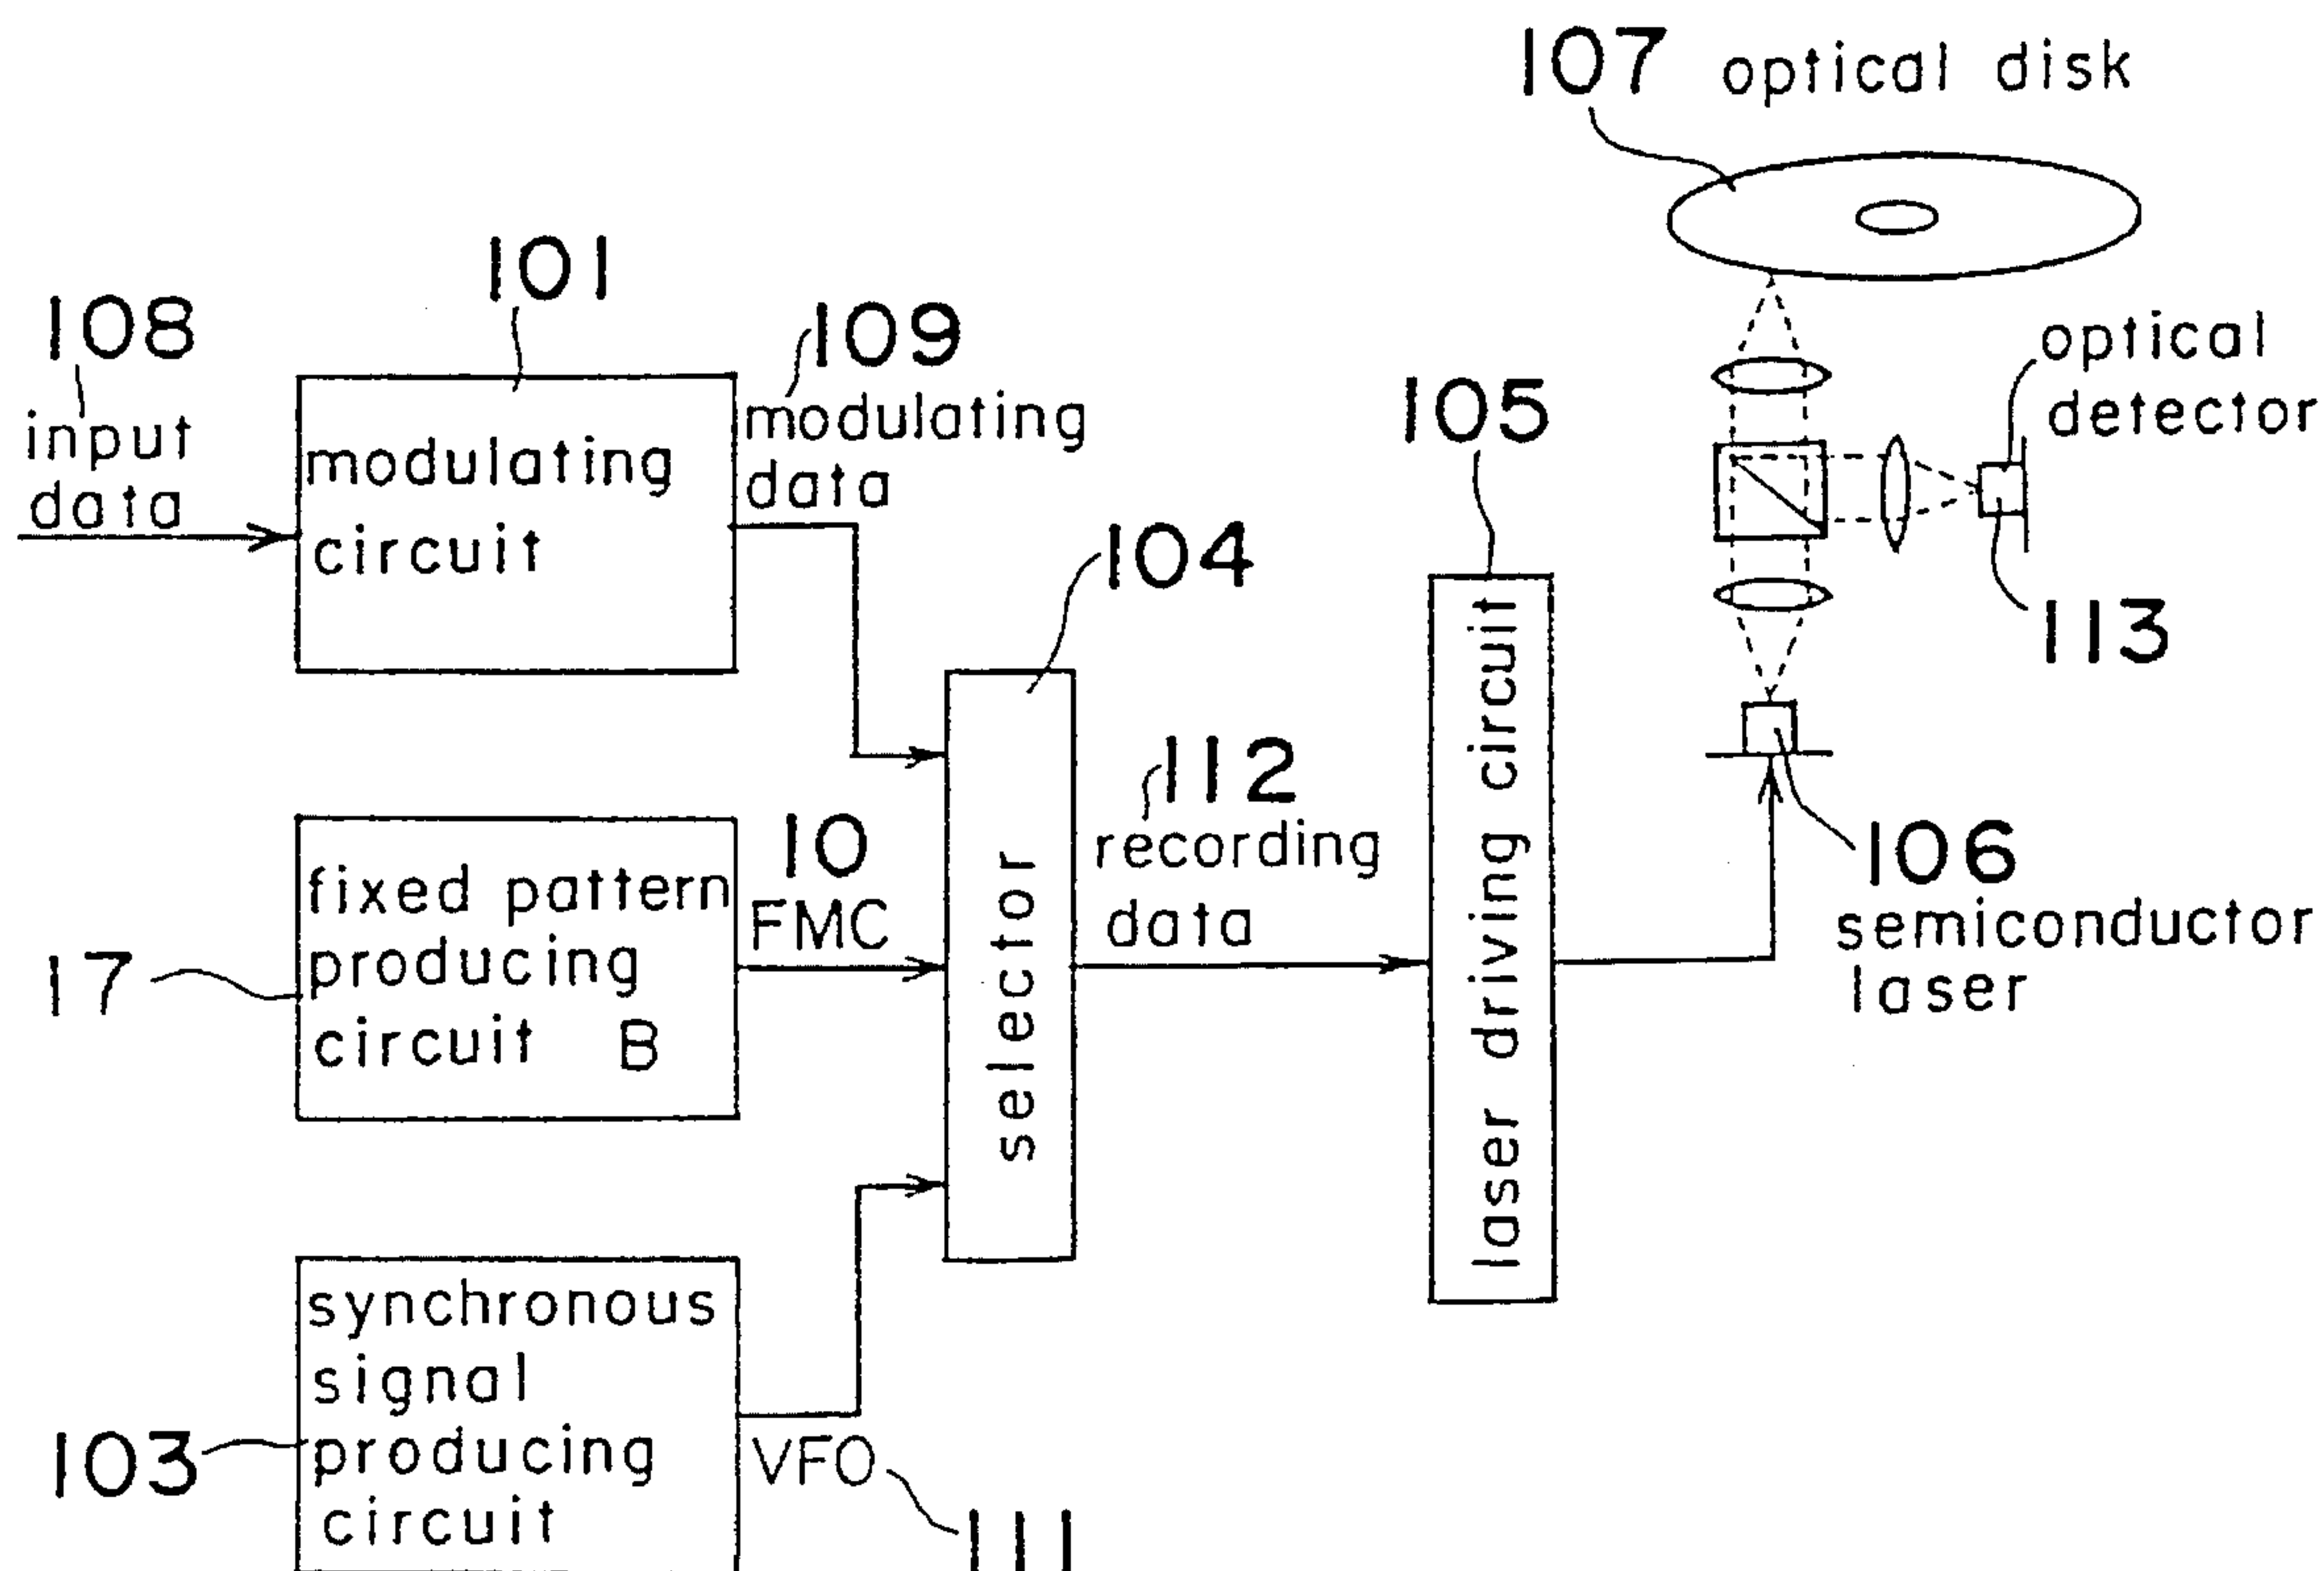 107 optical disk
101
108
input
data
modulating
circuit
109
modulating
data
104
105
optical
detector
113
17
fixed pattern
producing
circuit B
10
FMC
selector
112
recording
data
laser driving circuit
106
semiconductor
laser
103
synchronous
signal
producing
circuit
VFO
111